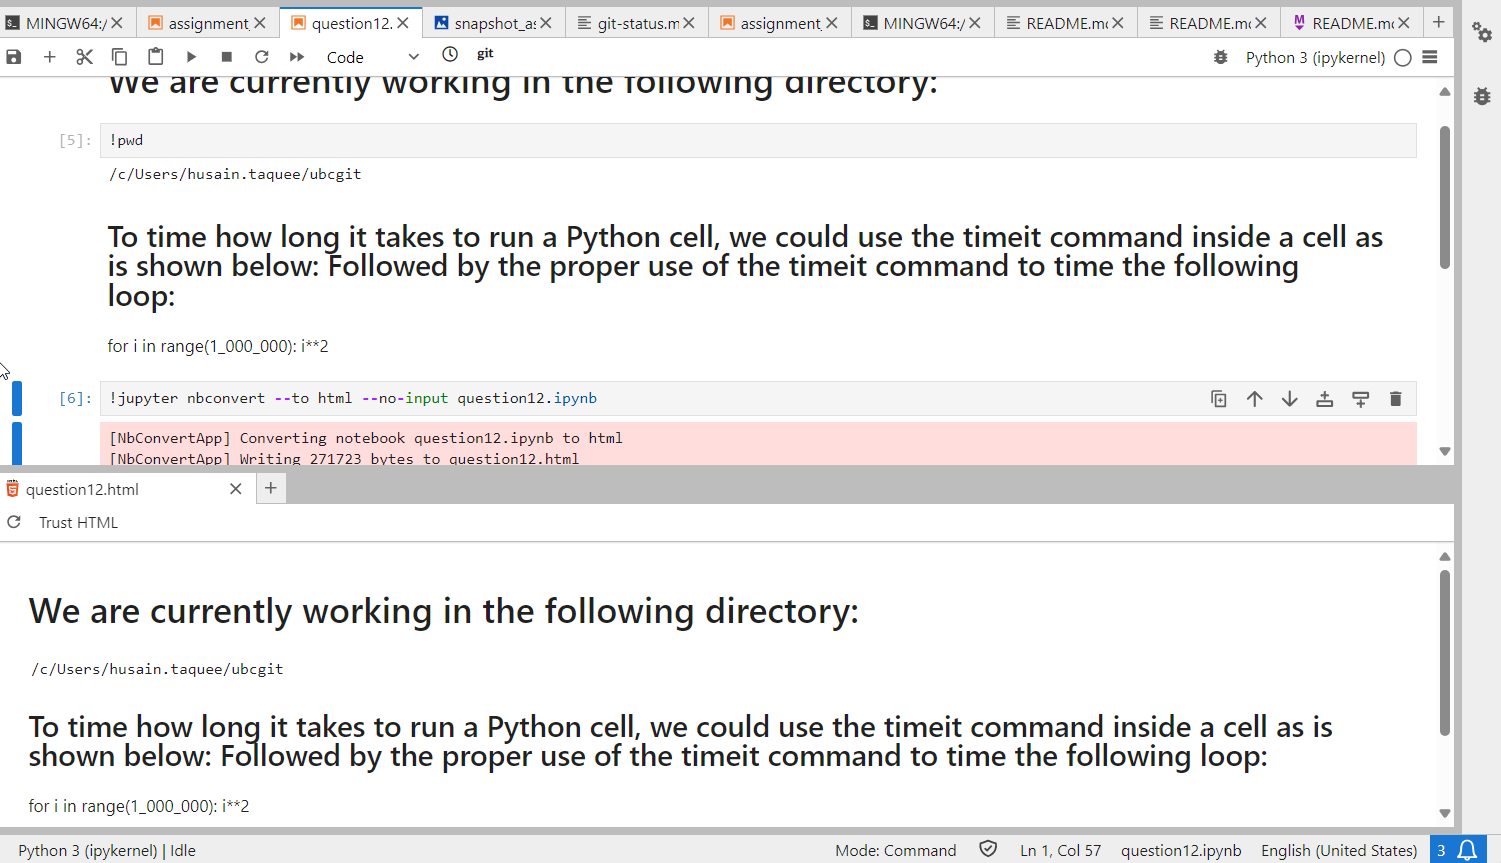 MINGW64:/
assignment_
question12.
snapshot_as
git-status.m
assignment_
MINGW64:/
README.md
README.md
README.md
Code
git
Python 3 (ipykernel)
We are currently working in the following directory:
[5]:
!pwd
/c/Users/husain.taquee/ubcgit
To time how long it takes to run a Python cell, we could use the timeit command inside a cell as
is shown below: Followed by the proper use of the timeit command to time the following
loop:
for i in range(1_000_000): i**2
[6]:
!jupyter nbconvert --to html --no-input question12.ipynb
[NbConvertApp] Converting notebook question12.ipynb to html
[NbConvertApp] Writing 271723 bytes to question12.html
question12.html
Trust HTML
We are currently working in the following directory:
/c/Users/husain.taquee/ubcgit
To time how long it takes to run a Python cell, we could use the timeit command inside a cell as is
shown below: Followed by the proper use of the timeit command to time the following loop:
for i in range(1_000_000): i**2
Python 3 (ipykernel) | Idle
Mode: Command
Ln 1, Col 57
question12.ipynb
English (United States)
3